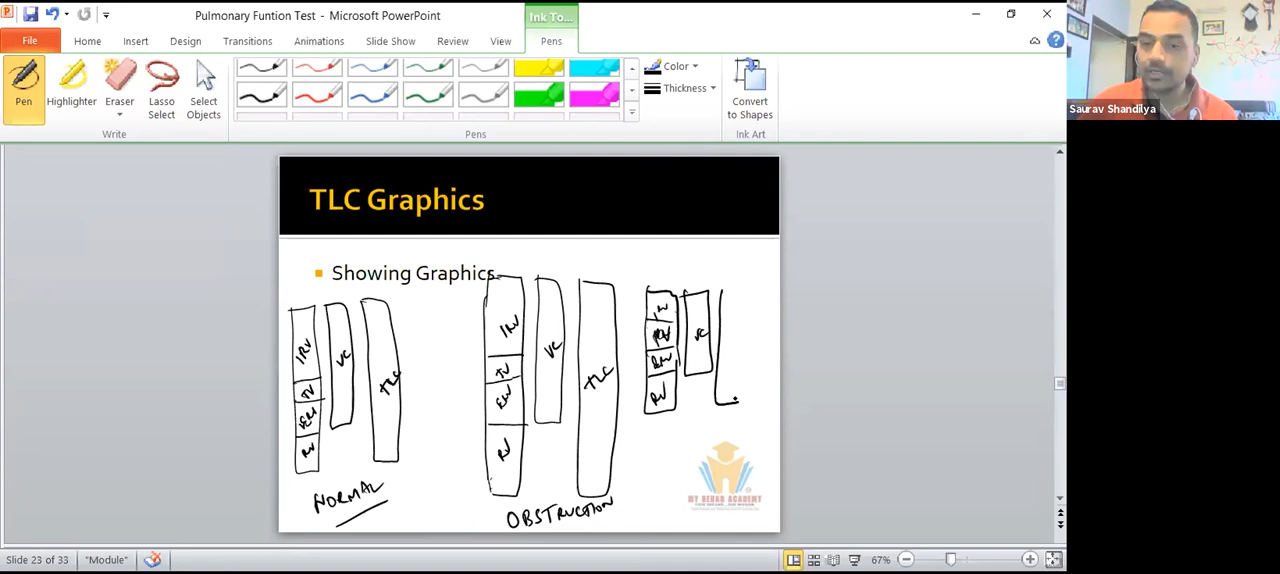 Pulmonary Funtion Test - Microsoft PowerPoint
Ink To...
File
Home
Insert
Design
Transitions
Animations
Slide Show
Review
View
Pens
Pen
Highlighter
Eraser
Lasso Select
Select Objects
Write
Pens
Color
Thickness
Convert to Shapes
Ink Art
Saurav Shandilya
TLC Graphics
Showing Graphics
IRV
TV
ERV
RV
VC
TLC
NORMAL
IRV
TV
ERV
RV
VC
TLC
OBSTRUCTION
RV
VC
MY BEHAB ACADEMY
Slide 23 of 33
"Module"
67%